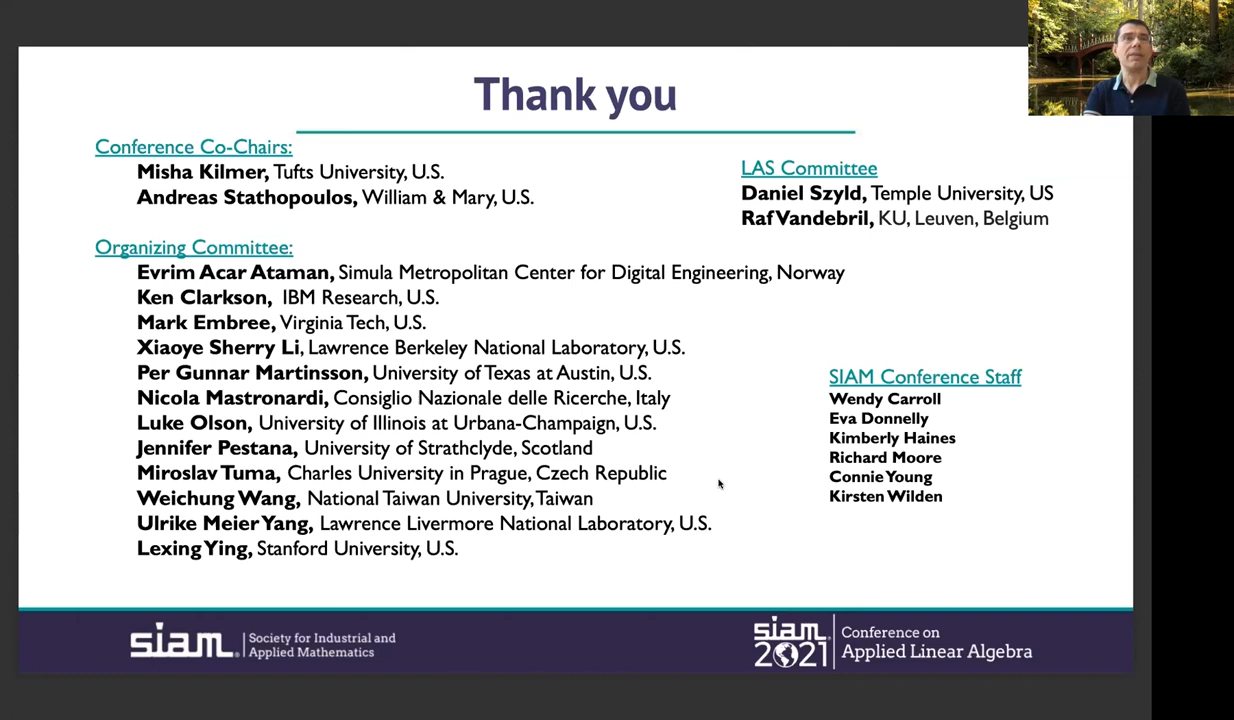 Thank you
Conference Co-Chairs:
Misha Kilmer, Tufts University, U.S.
Andreas Stathopoulos, William & Mary, U.S.
LAS Committee
Daniel Szyld, Temple University, US
Raf Vandebril, KU, Leuven, Belgium
Organizing Committee:
Evrim Acar Ataman, Simula Metropolitan Center for Digital Engineering, Norway
Ken Clarkson, IBM Research, U.S.
Mark Embree, Virginia Tech, U.S.
Xiaoye Sherry Li, Lawrence Berkeley National Laboratory, U.S.
Per Gunnar Martinsson, University of Texas at Austin, U.S.
Nicola Mastronardi, Consiglio Nazionale delle Ricerche, Italy
Luke Olson, University of Illinois at Urbana-Champaign, U.S.
Jennifer Pestana, University of Strathclyde, Scotland
Miroslav Tuma, Charles University in Prague, Czech Republic
Weichung Wang, National Taiwan University, Taiwan
Ulrike Meier Yang, Lawrence Livermore National Laboratory, U.S.
Lexing Ying, Stanford University, U.S.
SIAM Conference Staff
Wendy Carroll
Eva Donnelly
Kimberly Haines
Richard Moore
Connie Young
Kirsten Wilden
siam.
Society for Industrial and
Applied Mathematics
siam.
2021
Conference on
Applied Linear Algebra